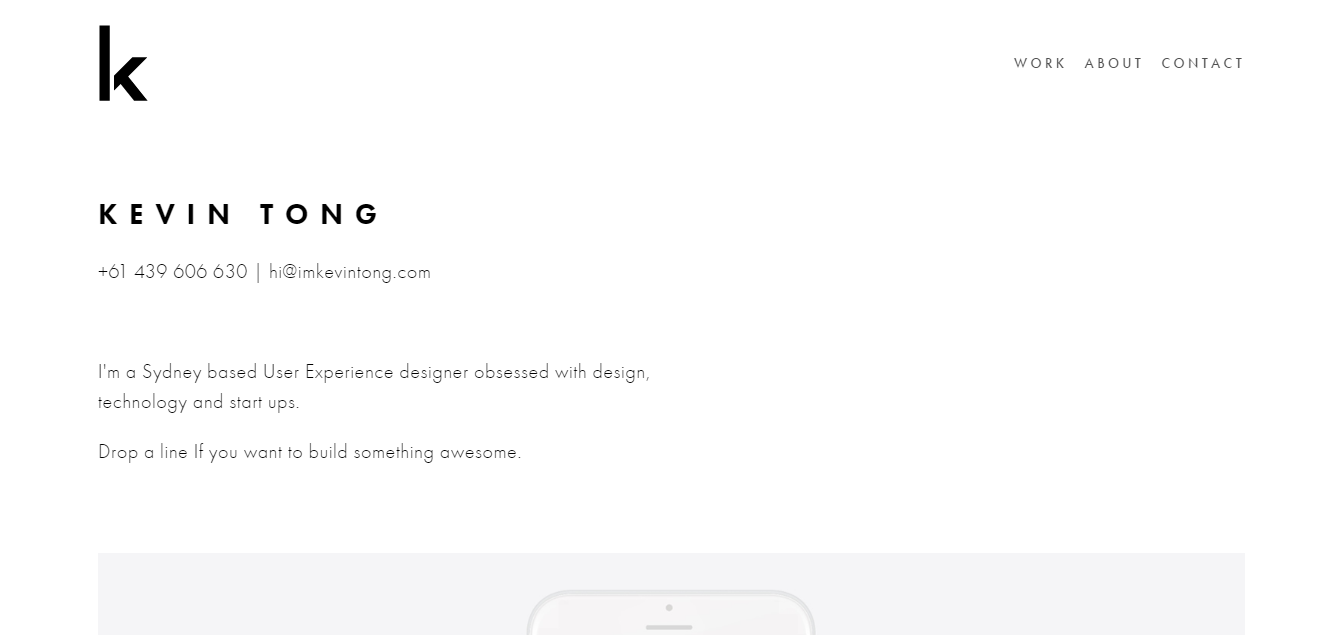 k
WORK ABOUT CONTACT
KEVIN TONG
+61 439 606 630 | hi@imkevintong.com
I'm a Sydney based User Experience designer obsessed with design,
technology and start ups.
Drop a line If you want to build something awesome.